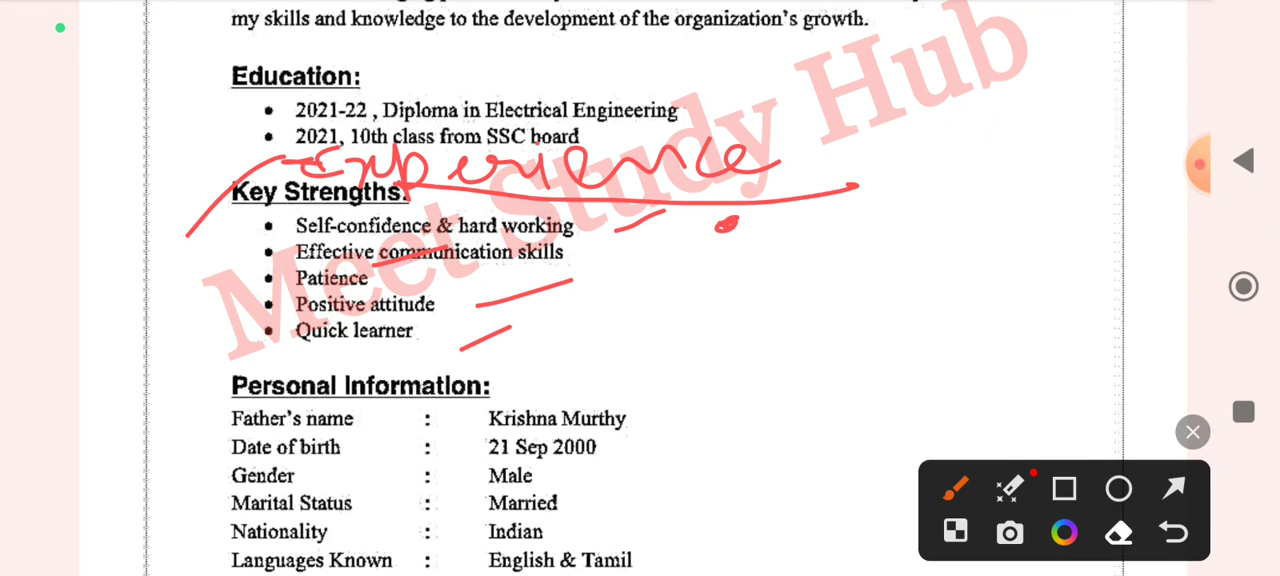 my skills and knowledge to the development of the organization's growth.
Education:
• 2021-22 , Diploma in Electrical Engineering
• 2021, 10th class from SSC board
Experience
Key Strengths:
• Self-confidence & hard working
• Effective communication skills
• Patience
• Positive attitude
• Quick learner
Meet Study Hub
Personal Information:
Father's name : Krishna Murthy
Date of birth : 21 Sep 2000
Gender : Male
Marital Status : Married
Nationality : Indian
Languages Known : English & Tamil